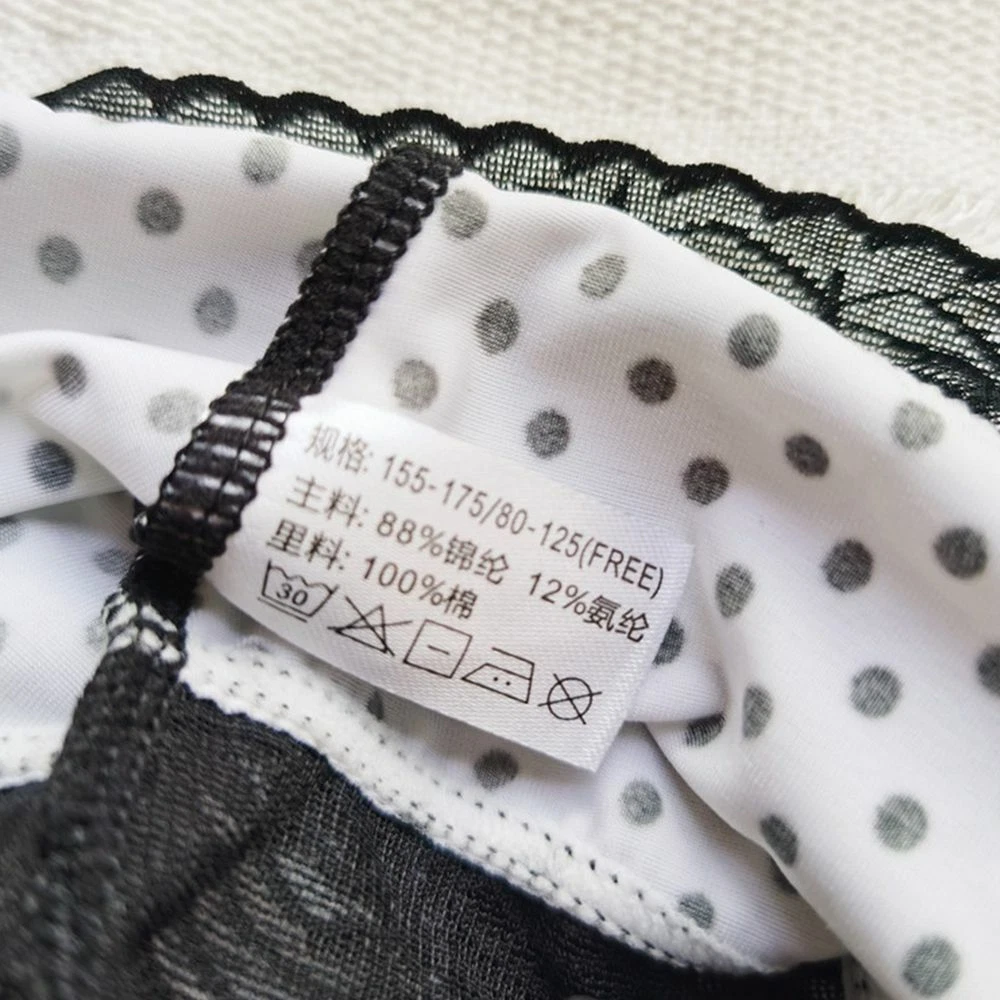 规格: 155-175/80-125(FREE)
主料: 88%锦纶 12%氨纶
里料: 100%棉
30